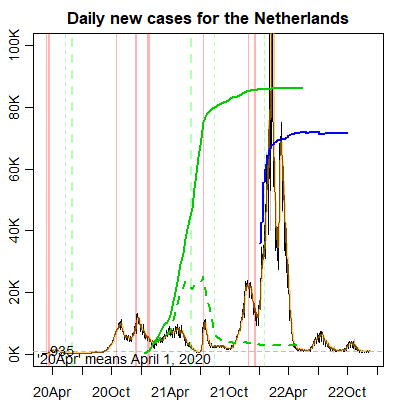 Daily new cases for the Netherlands
100K
80K
60K
40K
20K
0K
935
'20Apr' means April 1, 2020
20Apr 20Oct 21Apr 21Oct 22Apr 22Oct